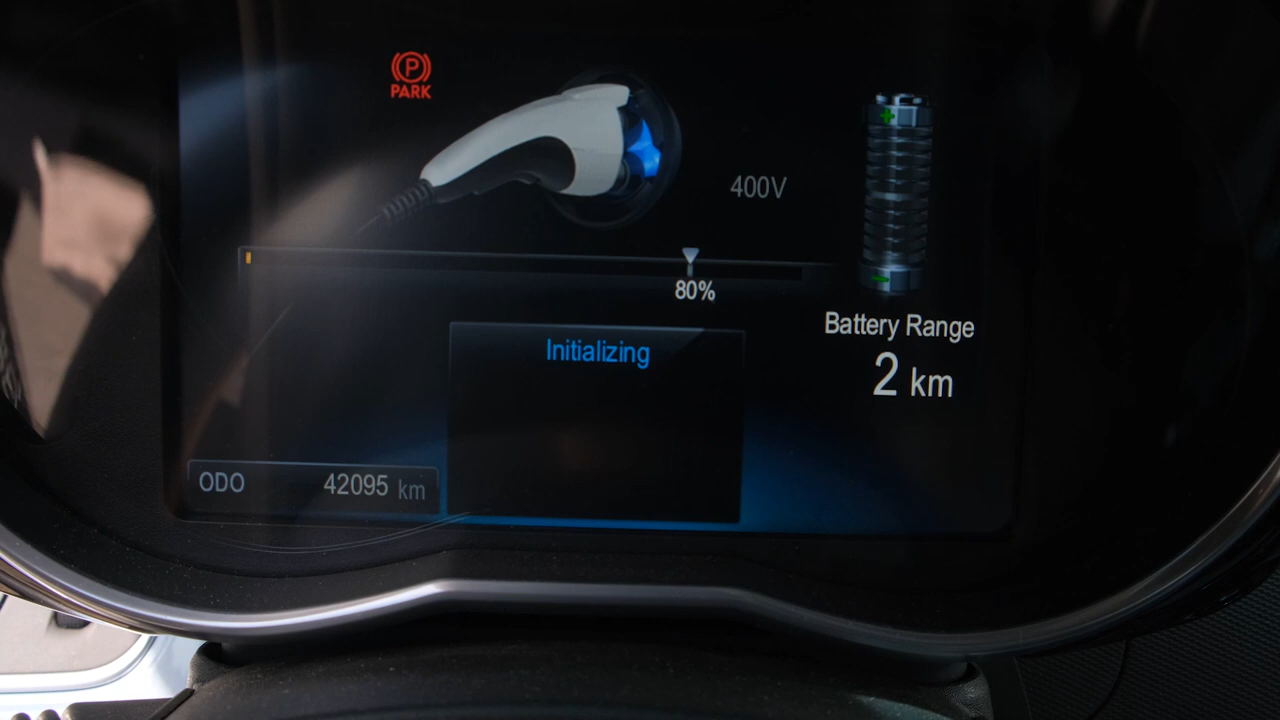 P
PARK
400V
80%
Battery Range
2 km
Initializing
ODO 42095 km